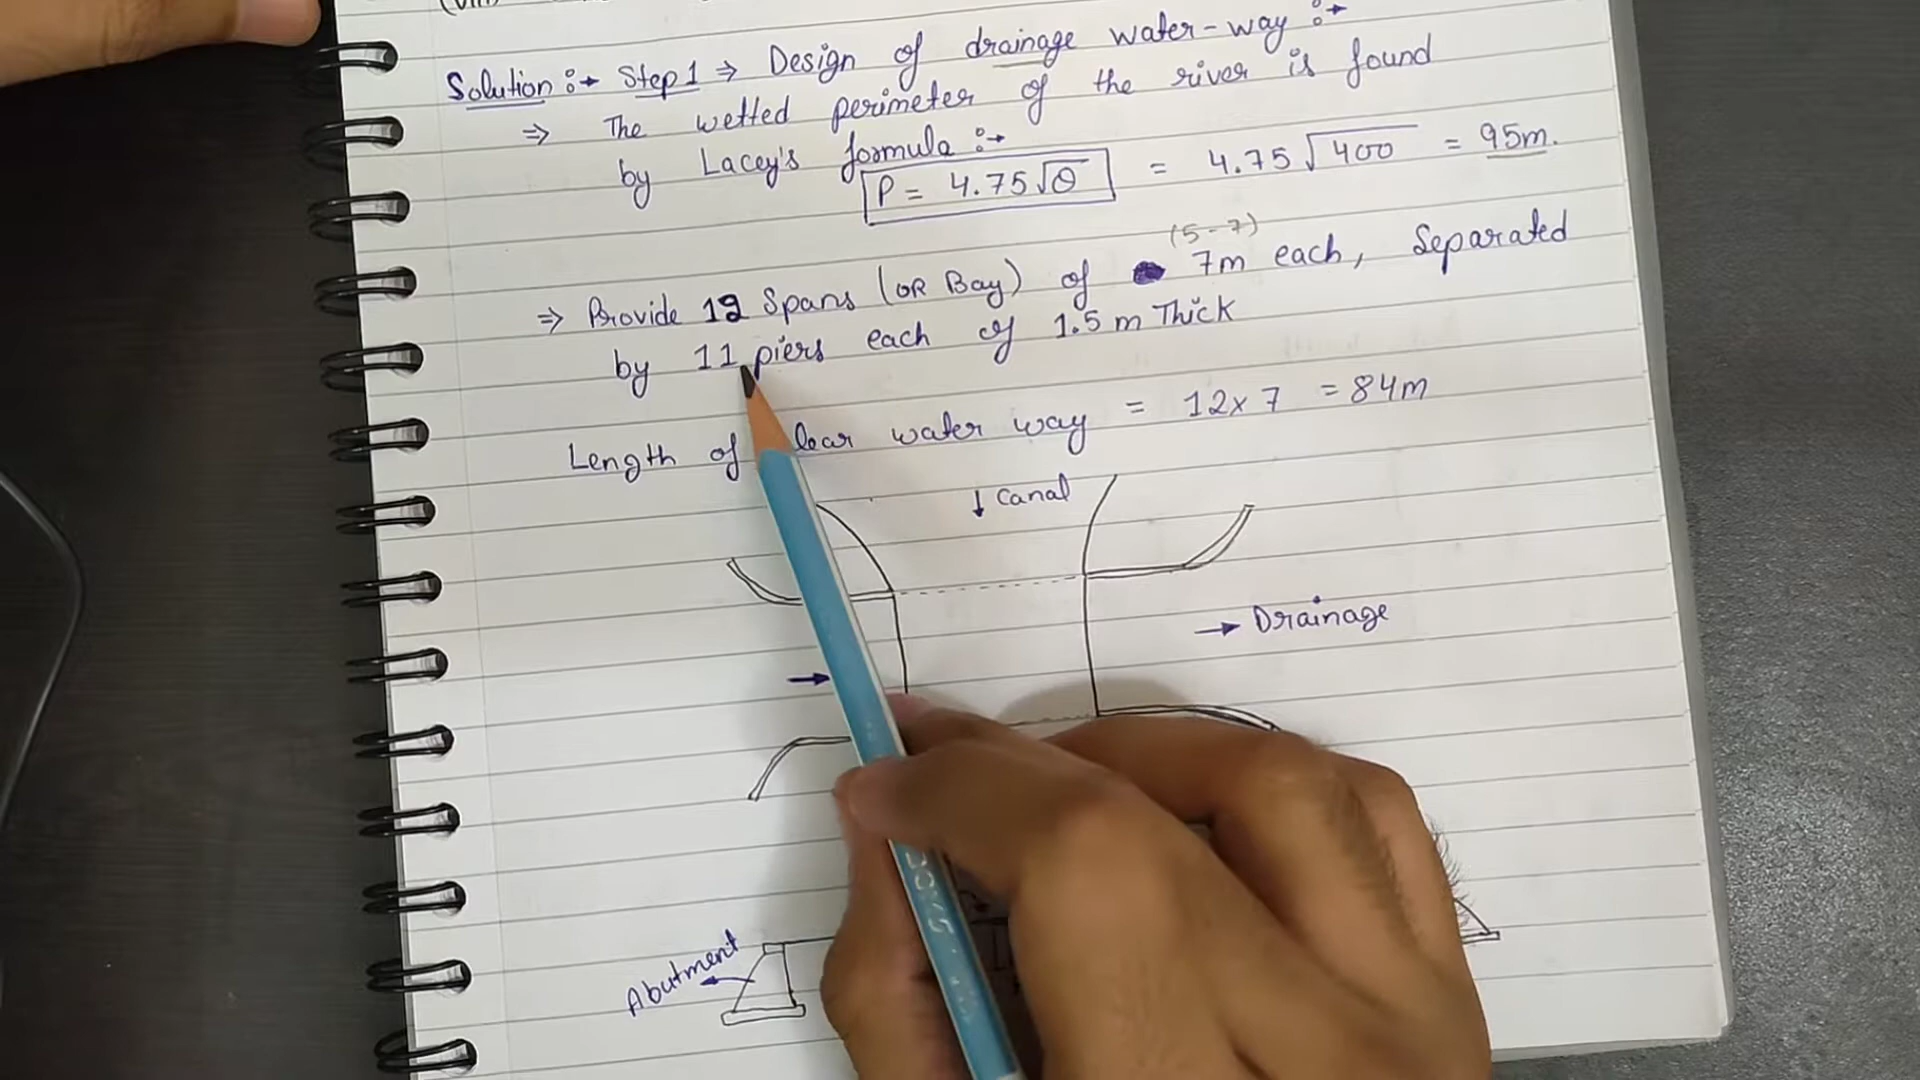 Solution :→ Step 1 ⇒ Design of drainage water-way :→
⇒ The wetted perimeter of the river is found
by Lacey's formula :→
P = 4.75√Q = 4.75√400 = 95m.
(5-7)
⇒ Provide 12 Spans (OR Bay) of 7m each, Separated
by 11 piers each of 1.5 m Thick
Length of lear water way = 12x7 = 84m
↓ Canal
→ Drainage
Abutment